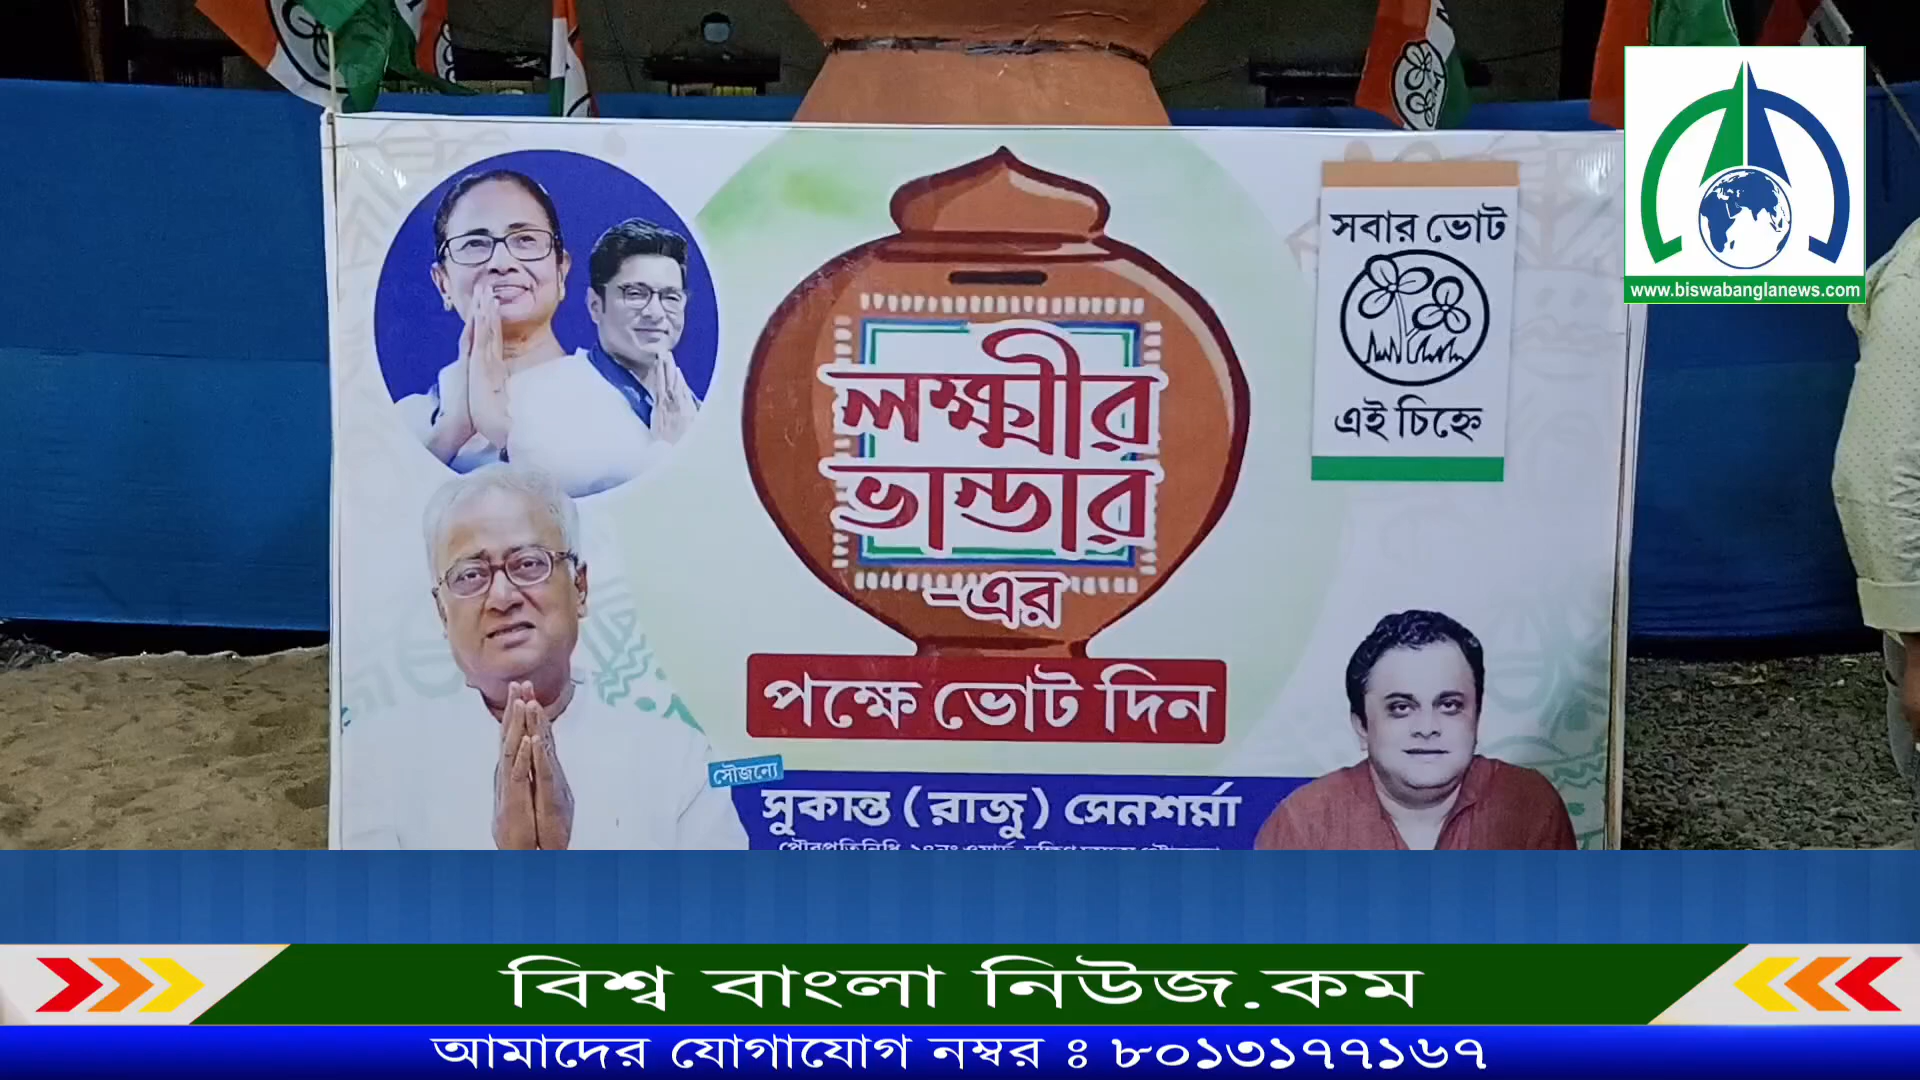 www.biswabanglanews.com
সবার ভোট
এই চিহ্নে
লক্ষ্মীর
ভান্ডার
-এর
পক্ষে ভোট দিন
সৌজন্যে
সুকান্ত (রাজু) সেনশর্মা
বিশ্ব বাংলা নিউজ.কম
আমাদের যোগাযোগ নম্বর ঃ ৮০১৩১৭৭১৬৭